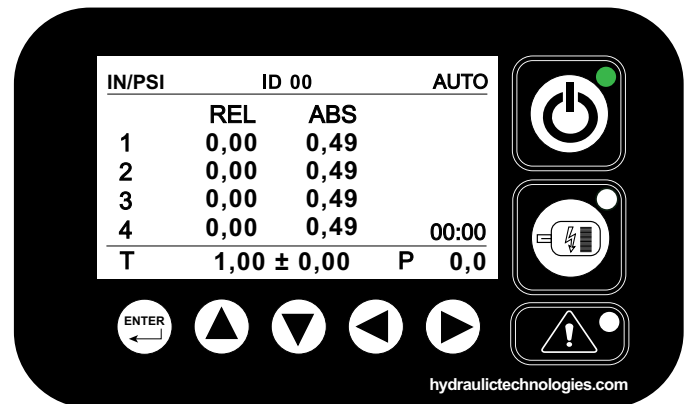 IN/PSI ID 00 AUTO
REL ABS
1 0,00 0,49
2 0,00 0,49
3 0,00 0,49
4 0,00 0,49 00:00
T 1,00 ± 0,00 P 0,0
ENTER
hydraulictechnologies.com